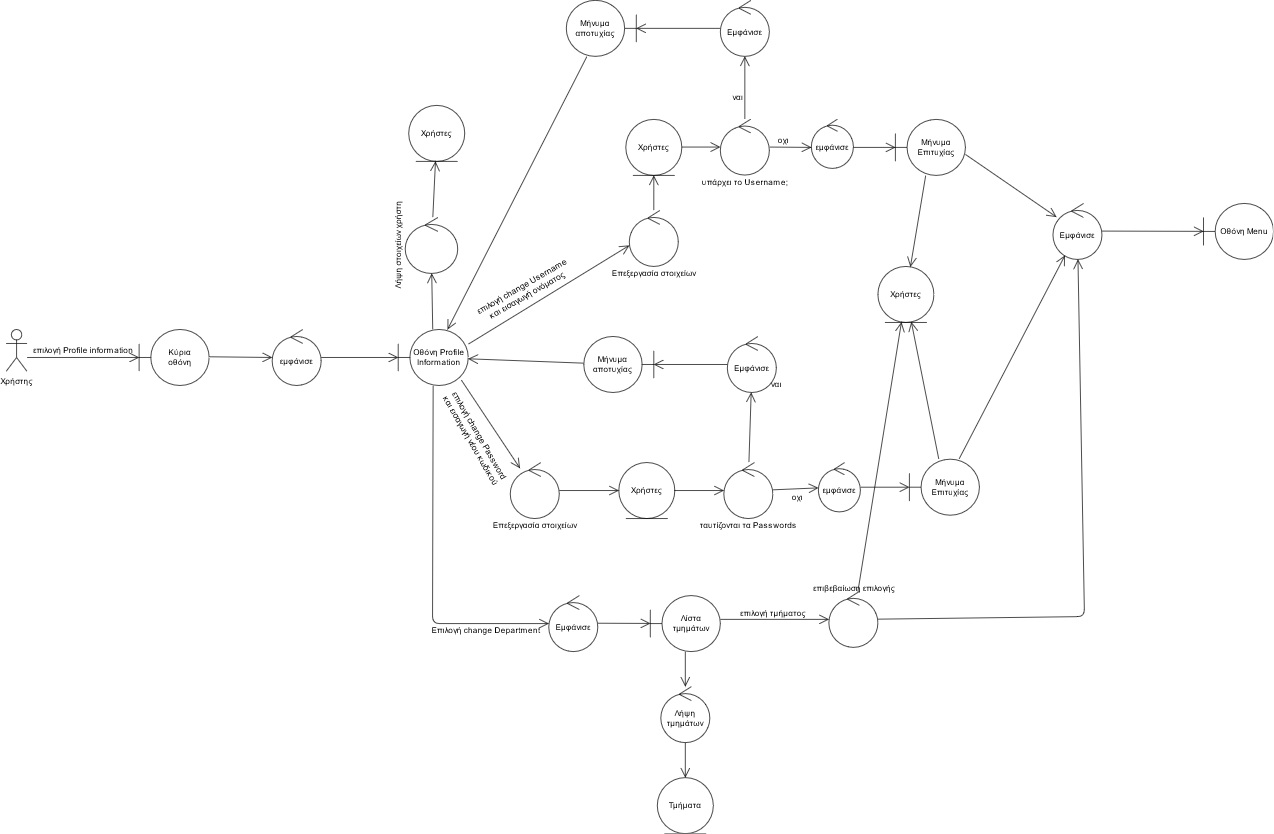 Μήνυμα
αποτυχίας
Εμφάνισε
ναι
Χρήστες
Χρήστες
οχι
εμφάνισε
Μήνυμα
Επιτυχίας
υπάρχει το Username;
Λήψη στοιχείων χρήστη
Εμφάνισε
Οθόνη Menu
επιλογή change Username
και εισαγωγή ονόματος
Επεξεργασία στοιχείων
Χρήστες
Χρήστης
επιλογή Profile information
Κύρια
οθόνη
εμφάνισε
Οθόνη Profile
Information
Μήνυμα
αποτυχίας
Εμφάνισε
ναι
επιλογή change Password
και εισαγωγή νέου κωδικού
Επεξεργασία στοιχείων
Χρήστες
ταυτίζονται τα Passwords
οχι
εμφάνισε
Μήνυμα
Επιτυχίας
Επιλογή change Department
Εμφάνισε
Λίστα
τμημάτων
επιλογή τμήματος
επιβεβαίωση επιλογής
Λήψη
τμημάτων
Τμήματα